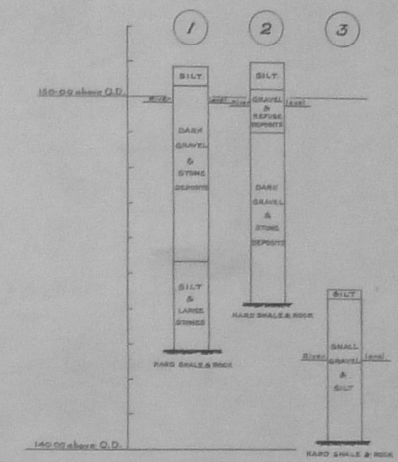 1
2
3
SILT
SILT
150·00 above O.D.
River level
River level
GRAVEL
&
REFUSE
DEPOSITS
DARK
GRAVEL
&
STONE
DEPOSITS
DARK
GRAVEL
&
STONE
DEPOSITS
SILT
&
LARGE
STONES
SILT
HARD SHALE & ROCK
SMALL
GRAVEL
&
SILT
River level
HARD SHALE & ROCK
140·00 above O.D.
HARD SHALE & ROCK